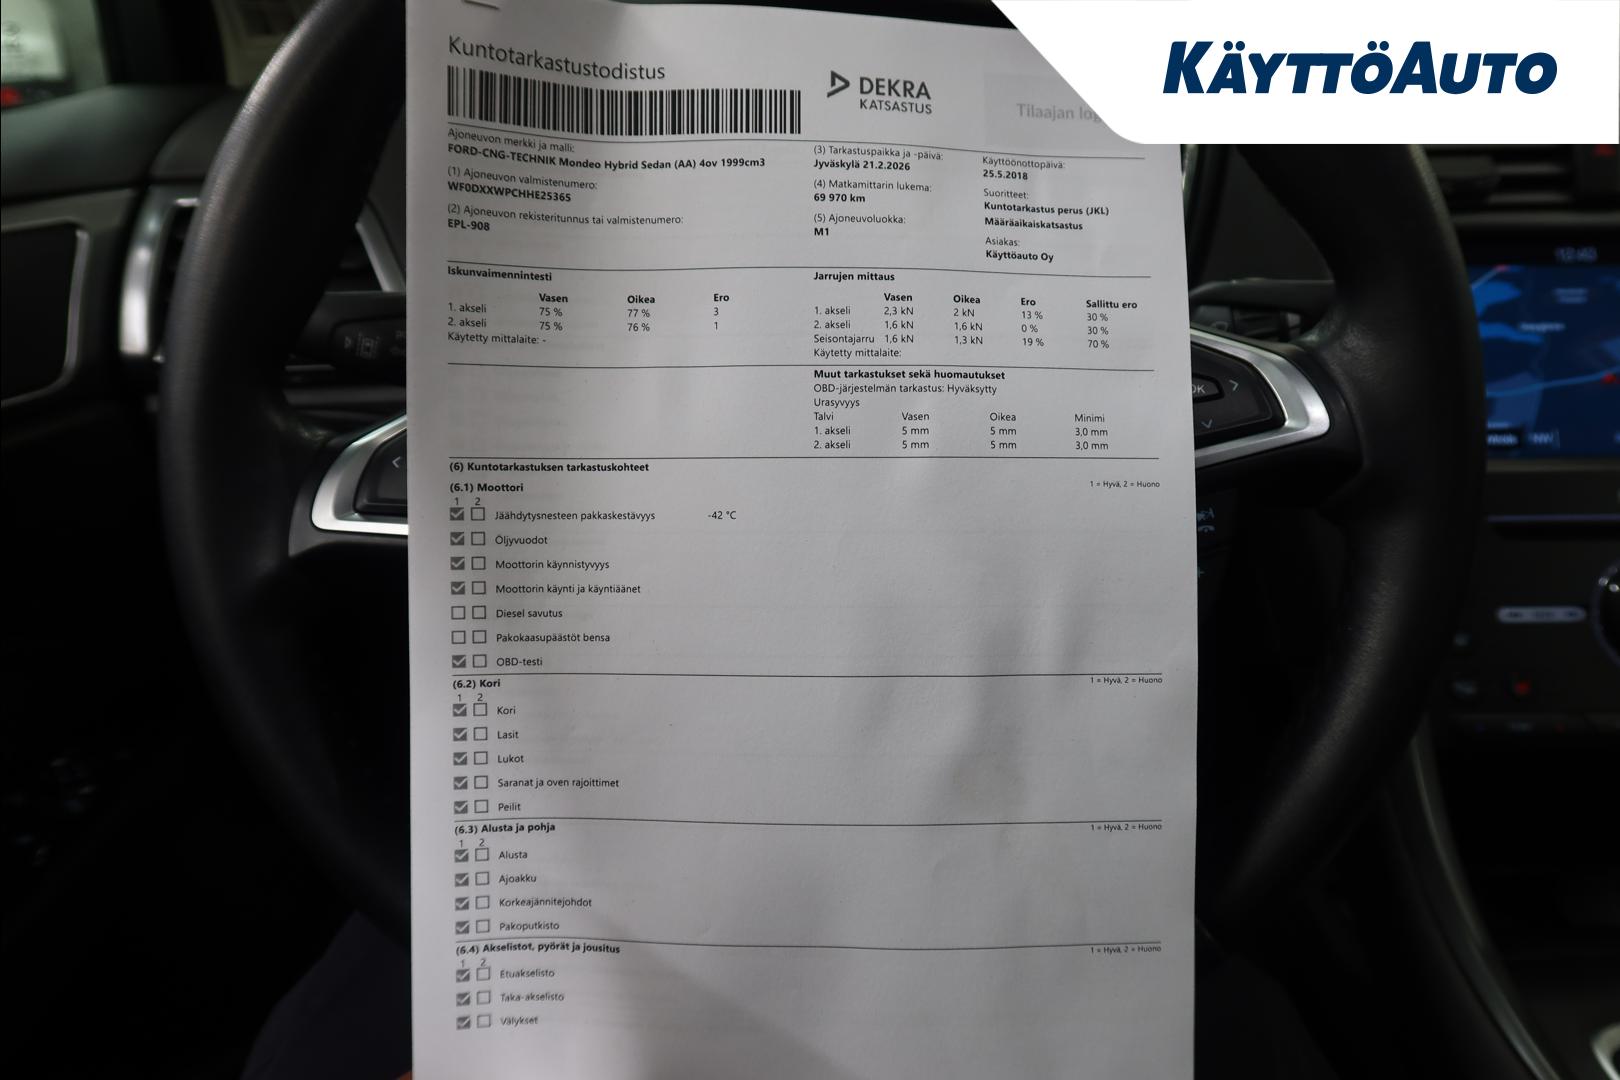 KÄYTTÖAUTO
Kuntotarkastustodistus
DEKRA
KATSASTUS
Tilaajan
Ajoneuvon merkki ja malli:
FORD-CNG-TECHNIK Mondeo Hybrid Sedan (AA) 4ov 1999cm3
(1) Ajoneuvon valmistenumero:
WF0DXXWPCHHE25365
(2) Ajoneuvon rekisteritunnus tai valmistenumero:
EPL-908
(3) Tarkastuspaikka ja -päivä:
Jyväskylä 21.2.2026
(4) Matkamittarin lukema:
69 970 km
(5) Ajoneuvoluokka:
M1
Käyttöönottopäivä:
25.5.2018
Suoritteet:
Kuntotarkastus perus (JKL)
Määräaikaiskatsastus
Asiakas:
Käyttöauto Oy
Iskunvaimennintesti
Vasen Oikea Ero
1. akseli 75 % 77 % 3
2. akseli 75 % 76 % 1
Käytetty mittalaite: -
Jarrujen mittaus
Vasen Oikea Ero Sallittu ero
1. akseli 2,3 kN 2 kN 13 % 30 %
2. akseli 1,6 kN 1,6 kN 0 % 30 %
Seisontajarru 1,6 kN 1,3 kN 19 % 70 %
Käytetty mittalaite:
Muut tarkastukset sekä huomautukset
OBD-järjestelmän tarkastus: Hyväksytty
Urasyvyys
Talvi Vasen Oikea Minimi
1. akseli 5 mm 5 mm 3,0 mm
2. akseli 5 mm 5 mm 3,0 mm
(6) Kuntotarkastuksen tarkastuskohteet
(6.1) Moottori 1 = Hyvä, 2 = Huono
1 2
Jäähdytysnesteen pakkaskestävyys -42 °C
Öljyvuodot
Moottorin käynnistyvyys
Moottorin käynti ja käyntiäänet
Diesel savutus
Pakokaasupäästöt bensa
OBD-testi
(6.2) Kori 1 = Hyvä, 2 = Huono
1 2
Kori
Lasit
Lukot
Saranat ja oven rajoittimet
Peilit
(6.3) Alusta ja pohja 1 = Hyvä, 2 = Huono
1 2
Alusta
Ajoakku
Korkeajännitejohdot
Pakoputkisto
(6.4) Akselistot, pyörät ja jousitus 1 = Hyvä, 2 = Huono
1 2
Etuakselisto
Taka-akselisto
Välykset